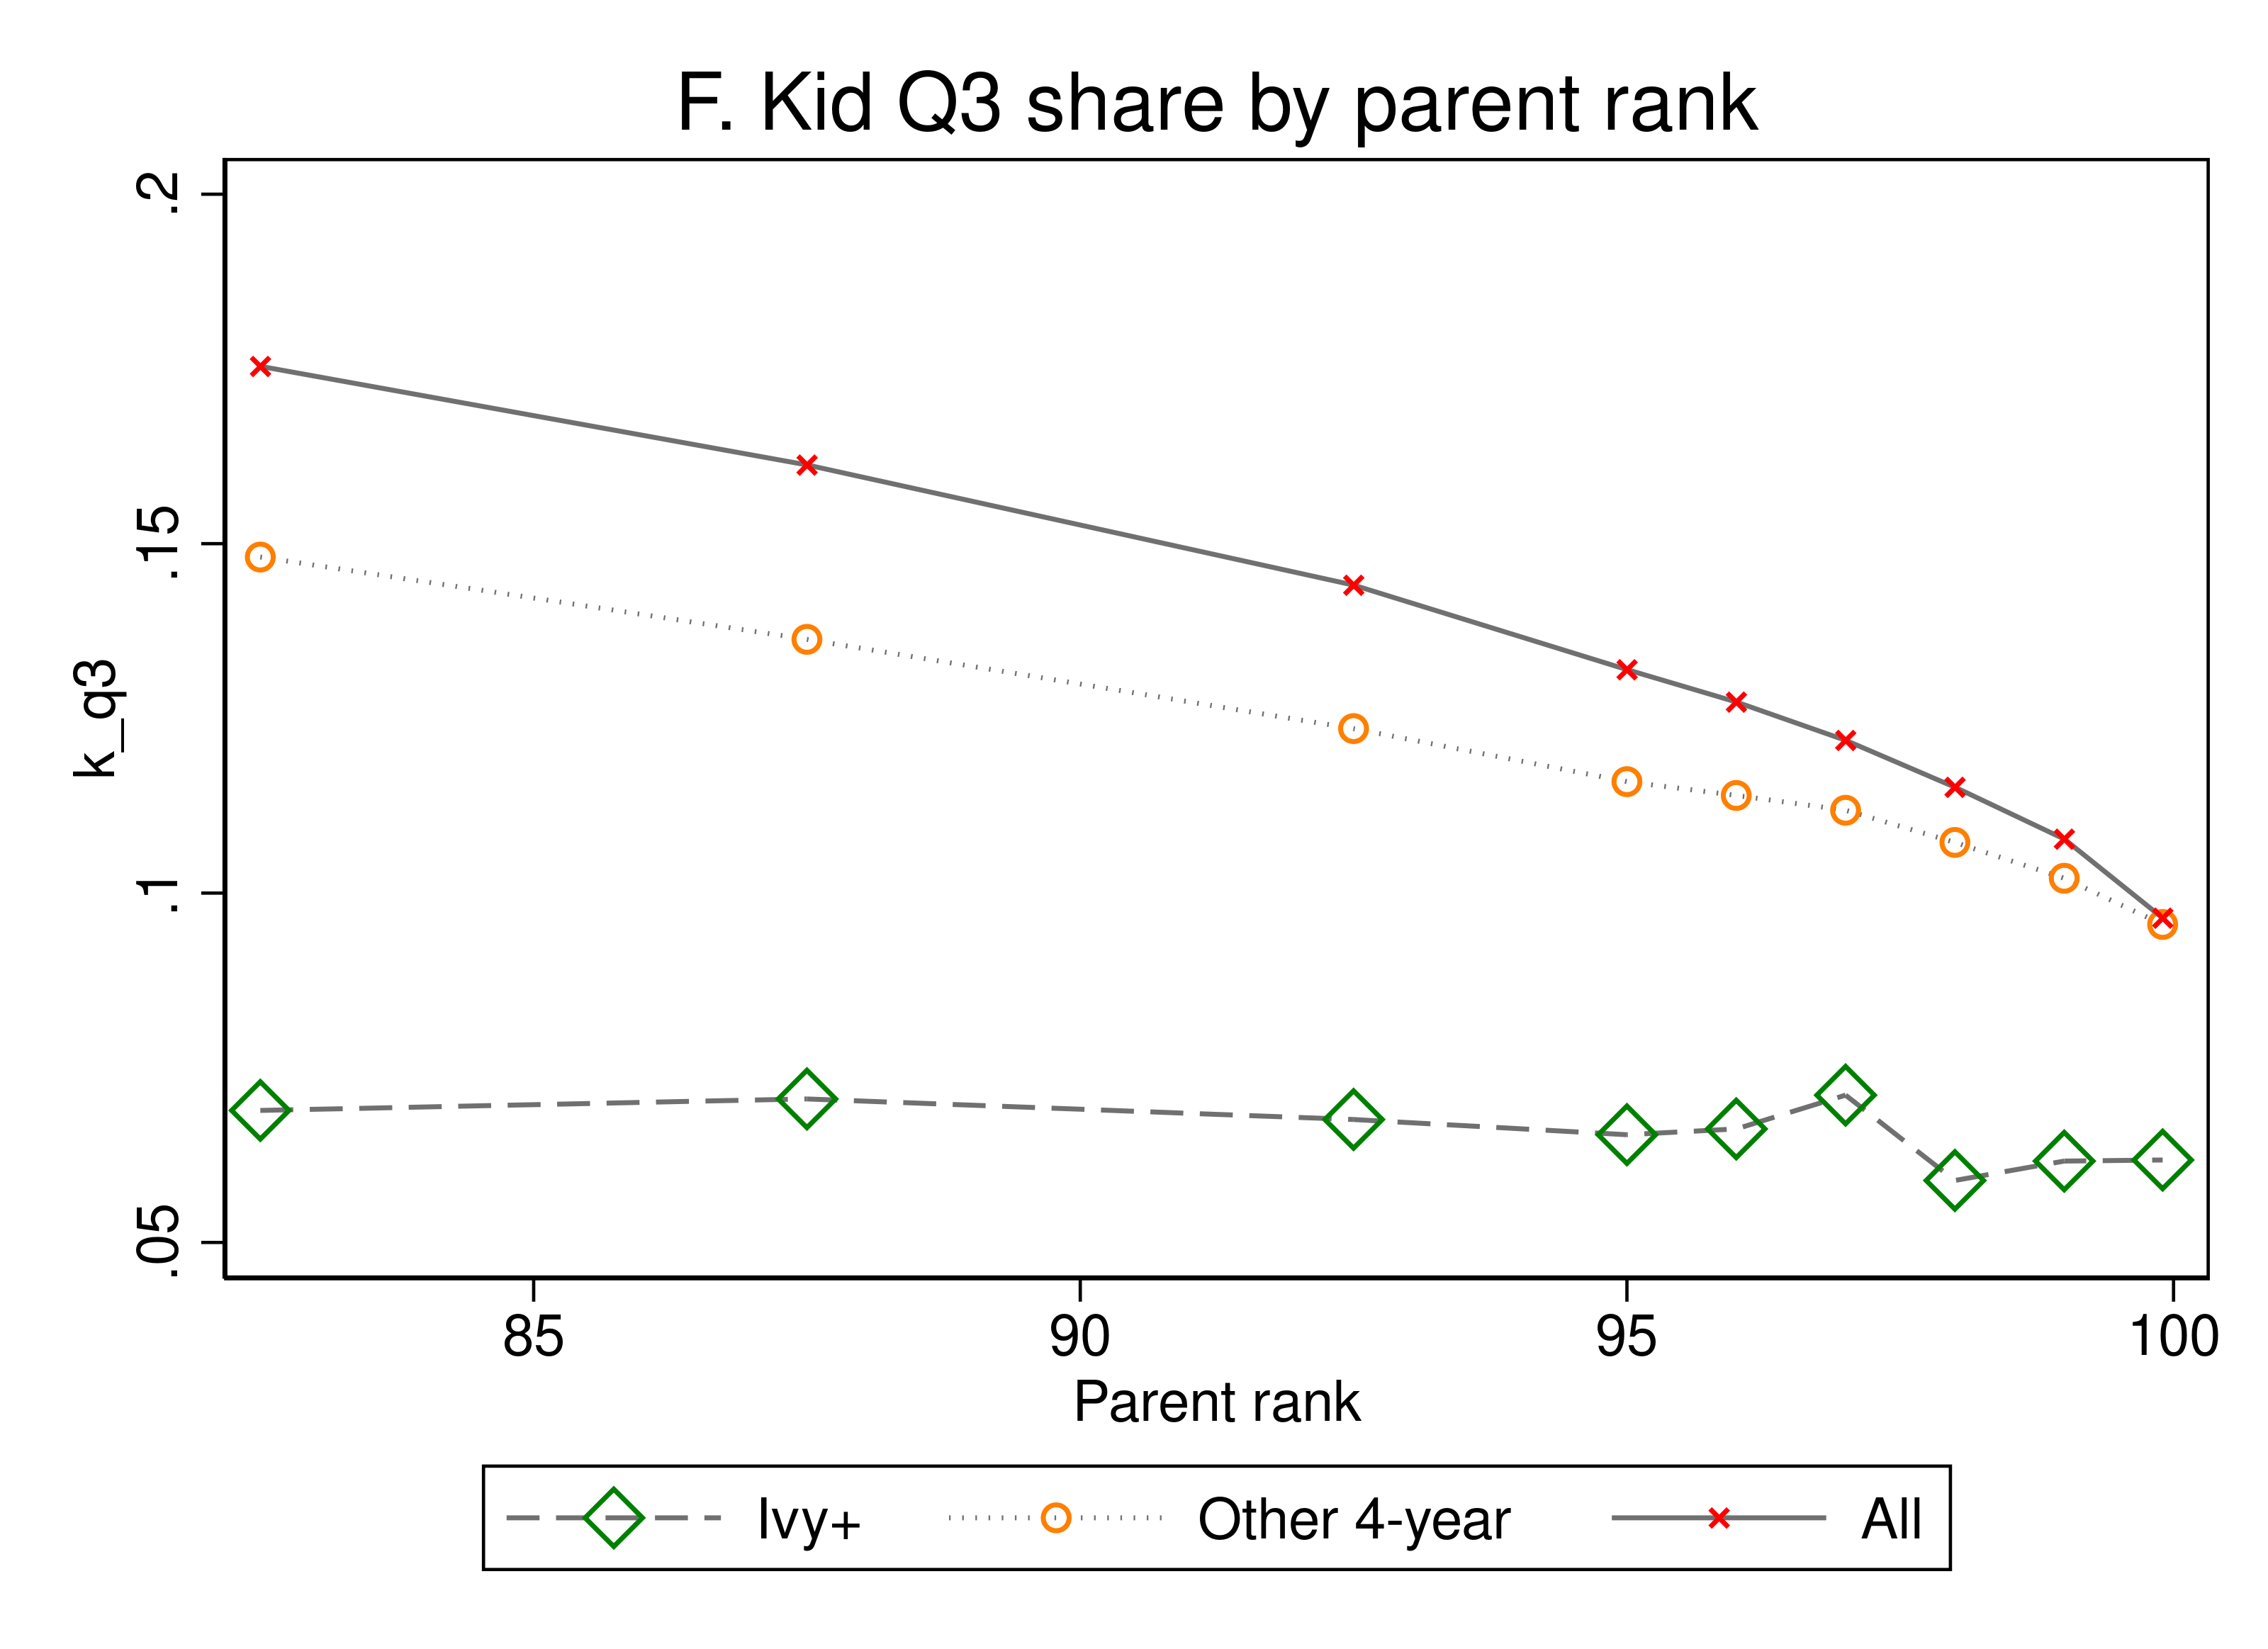 F. Kid Q3 share by parent rank
.2
.15
.1
.05
k_q3
85 90 95 100
Parent rank
Ivy+ Other 4-year All